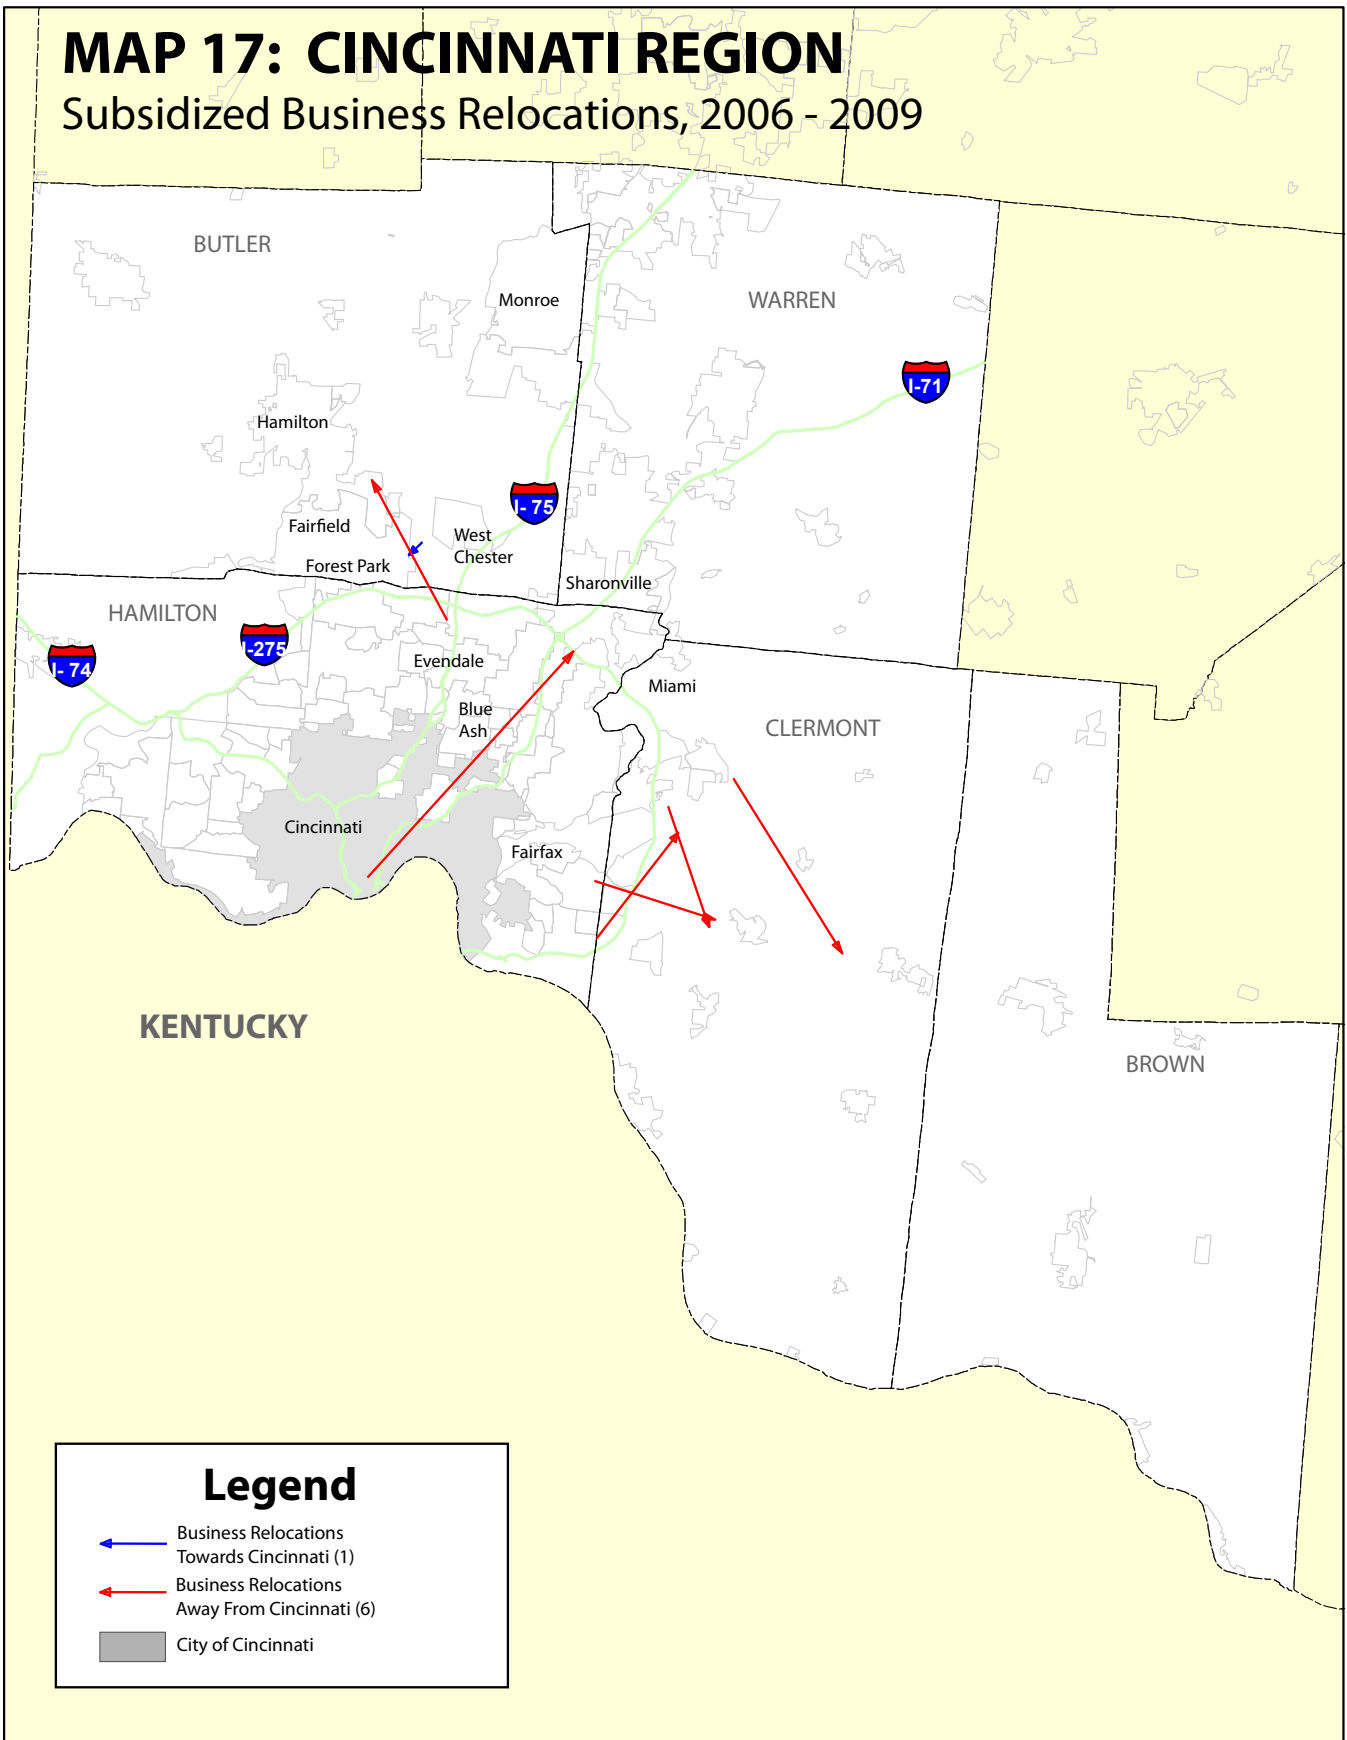 MAP 17: CINCINNATI REGION
Subsidized Business Relocations, 2006 - 2009
BUTLER
Monroe
WARREN
I-71
Hamilton
I- 75
Fairfield
West
Chester
Forest Park
Sharonville
HAMILTON
I-275
I- 74
Evendale
Miami
Blue
Ash
CLERMONT
Cincinnati
Fairfax
KENTUCKY
BROWN
Legend
Business Relocations
Towards Cincinnati (1)
Business Relocations
Away From Cincinnati (6)
City of Cincinnati